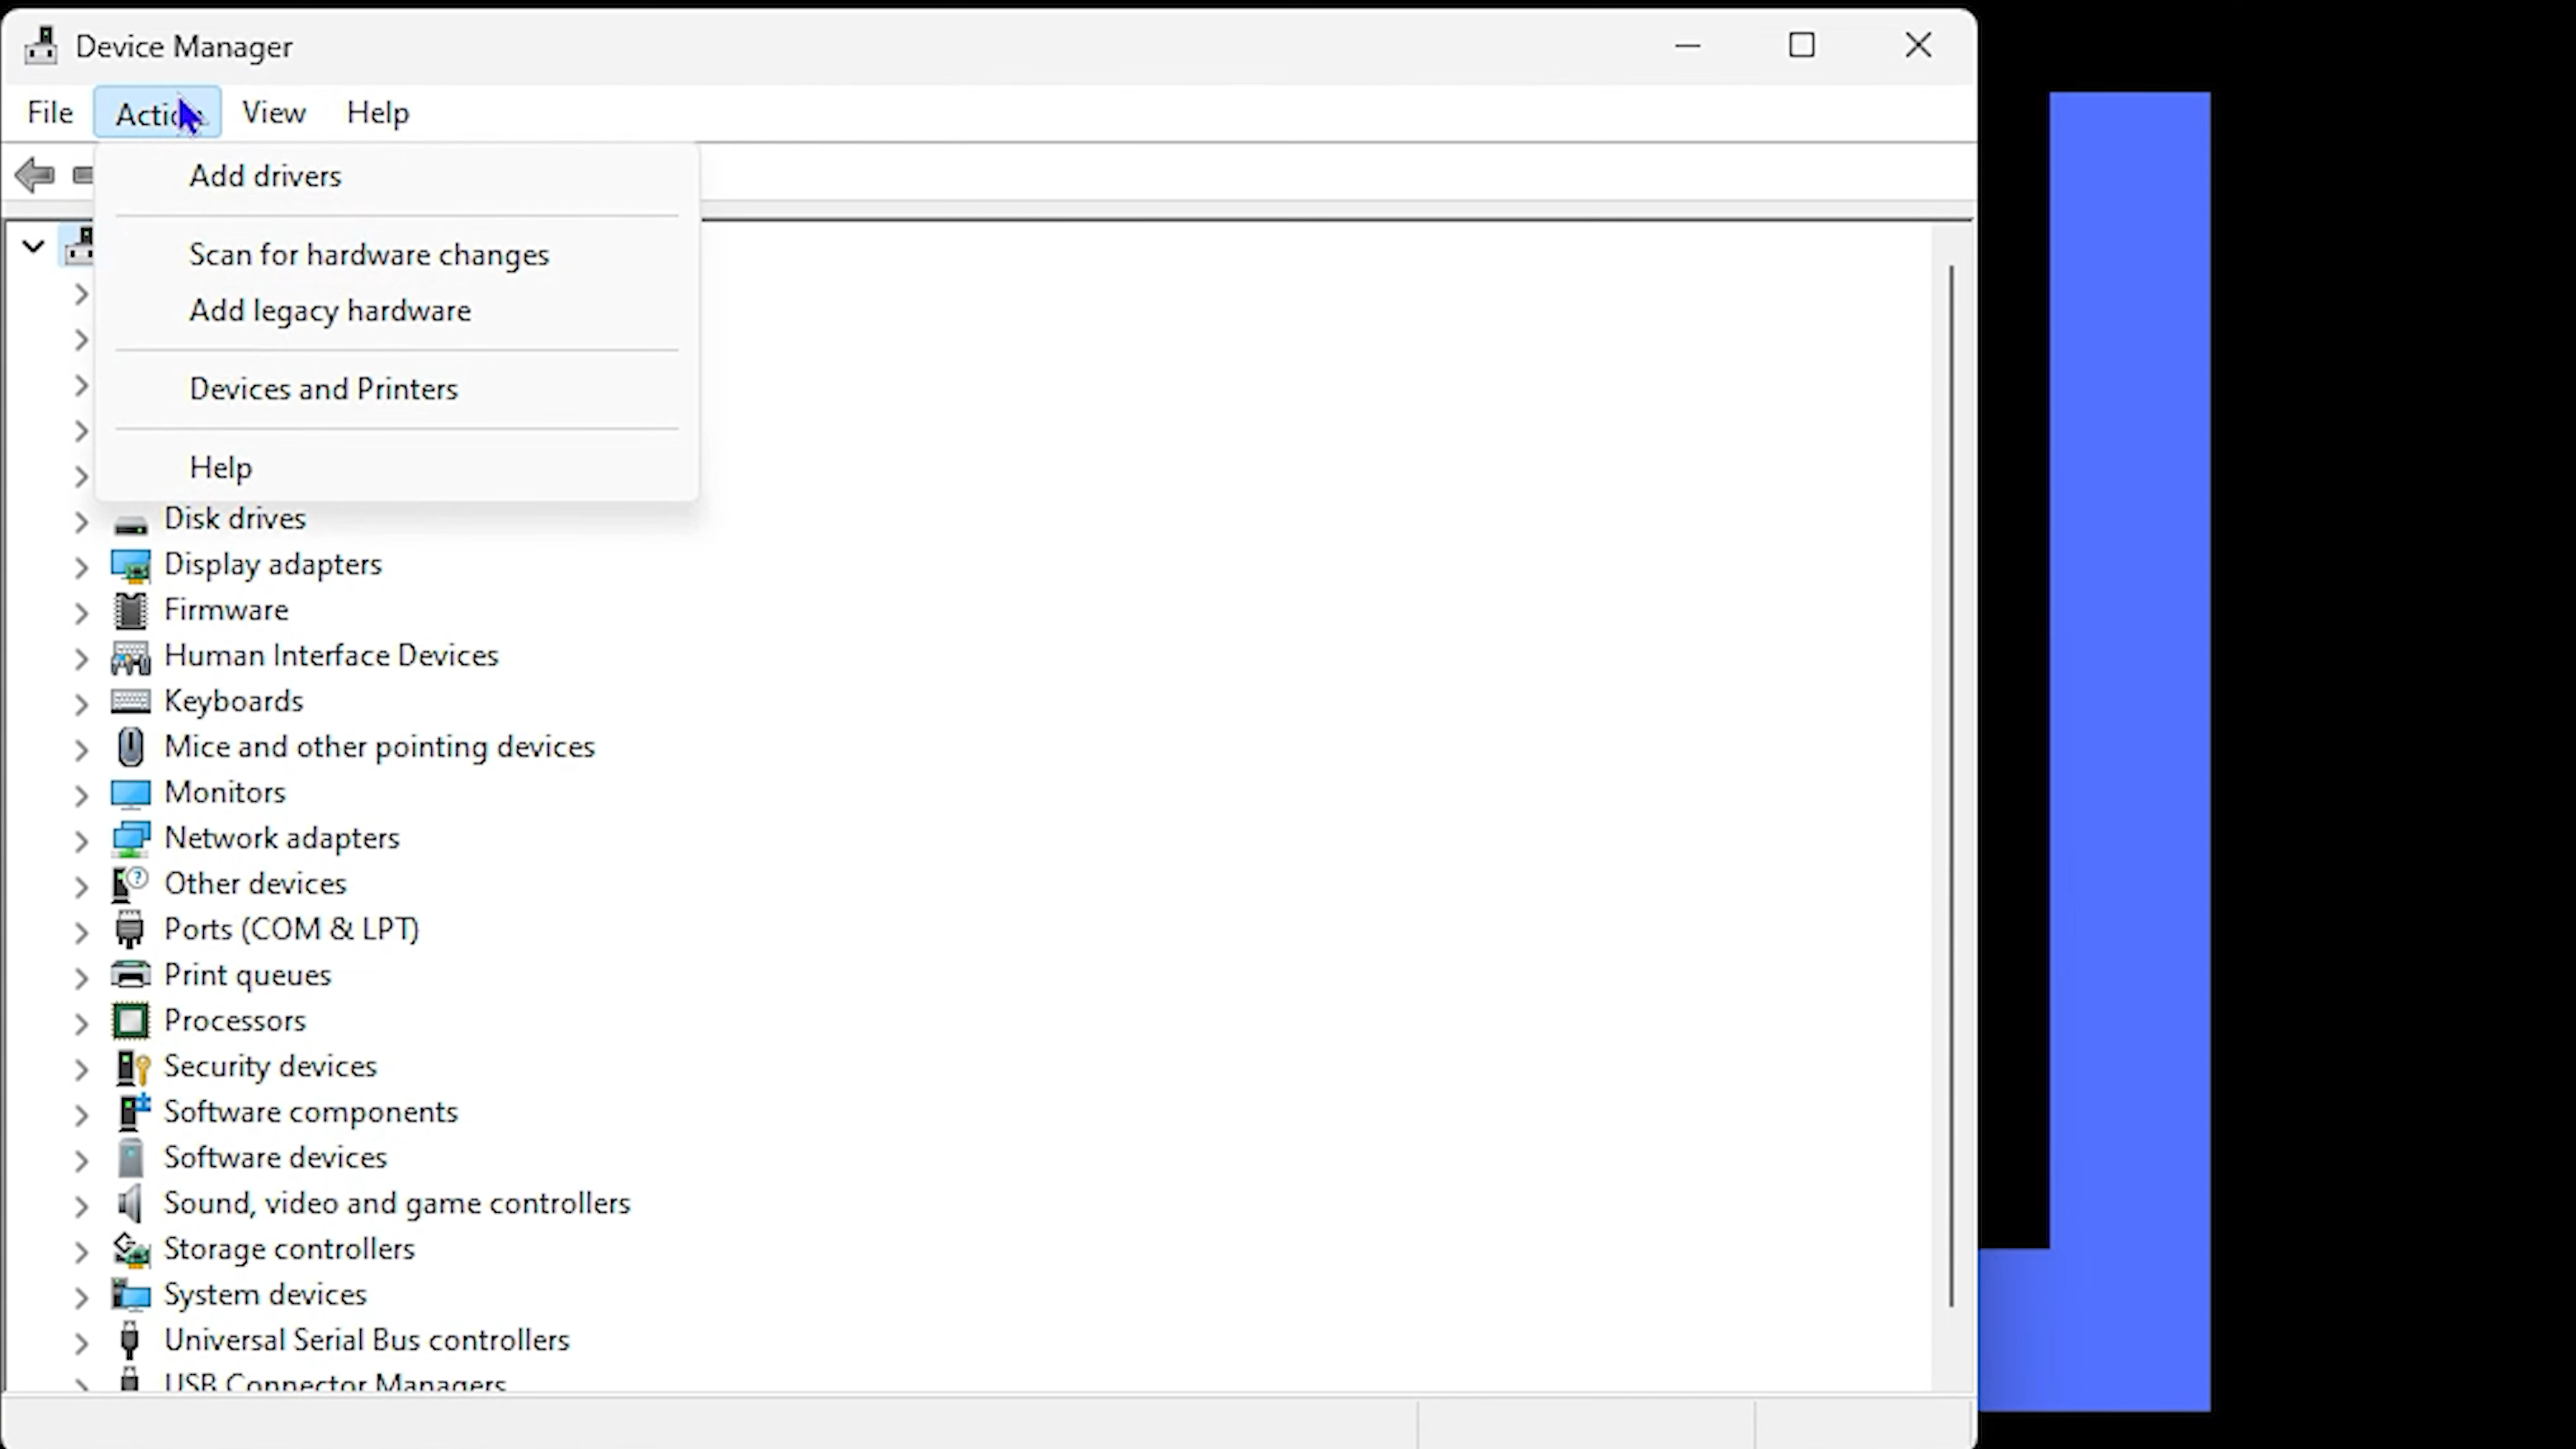 Device Manager
File Action View Help
Add drivers
Scan for hardware changes
Add legacy hardware
Devices and Printers
Help
Disk drives
Display adapters
Firmware
Human Interface Devices
Keyboards
Mice and other pointing devices
Monitors
Network adapters
Other devices
Ports (COM & LPT)
Print queues
Processors
Security devices
Software components
Software devices
Sound, video and game controllers
Storage controllers
System devices
Universal Serial Bus controllers
USB Connector Managers